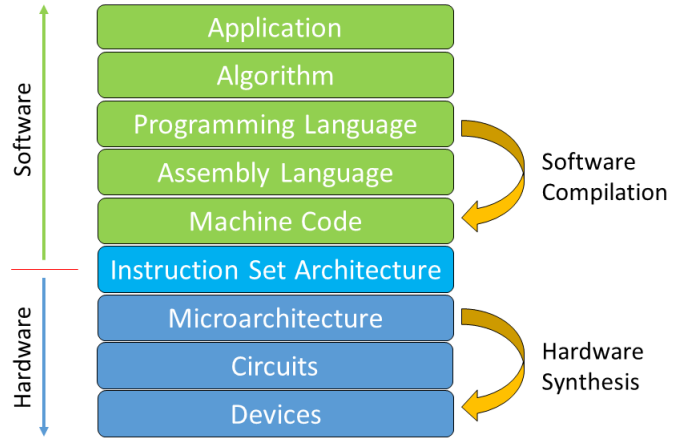 Application
Algorithm
Programming Language
Assembly Language
Machine Code
Instruction Set Architecture
Microarchitecture
Circuits
Devices
Software
Hardware
Software
Compilation
Hardware
Synthesis